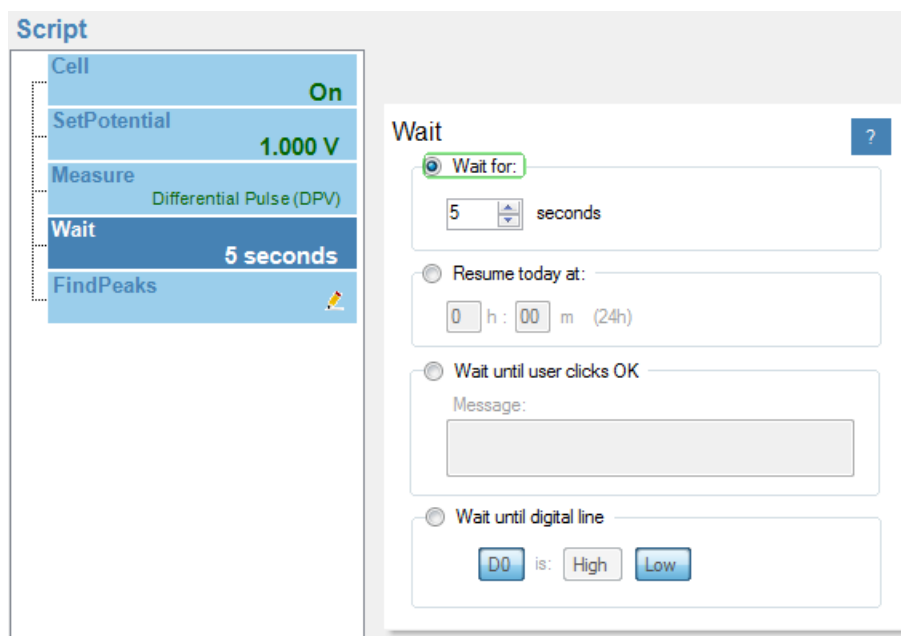 Script
Cell
On
SetPotential
1.000 V
Measure
Differential Pulse (DPV)
Wait
5 seconds
FindPeaks
Wait
?
Wait for:
5 seconds
Resume today at:
0 h : 00 m (24h)
Wait until user clicks OK
Message:
Wait until digital line
D0 is: High Low